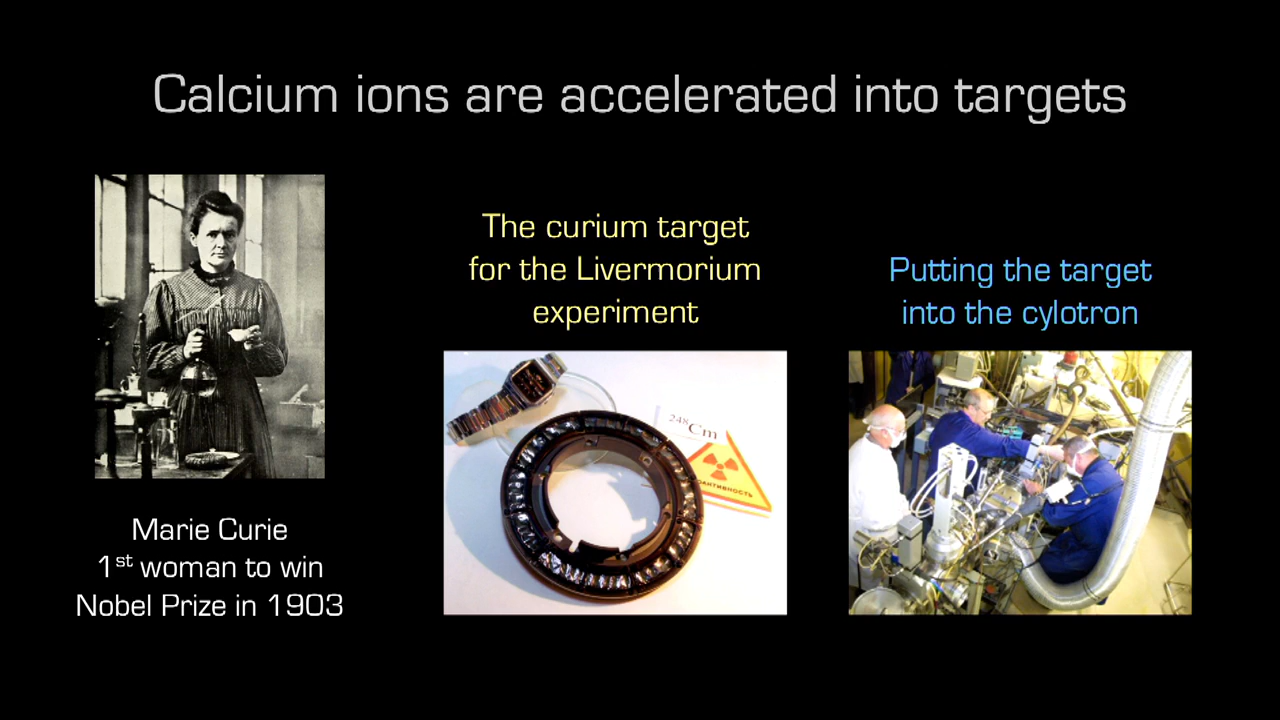 Calcium ions are accelerated into targets
Marie Curie
1st woman to win
Nobel Prize in 1903
The curium target
for the Livermorium
experiment
248Cm
Putting the target
into the cylotron